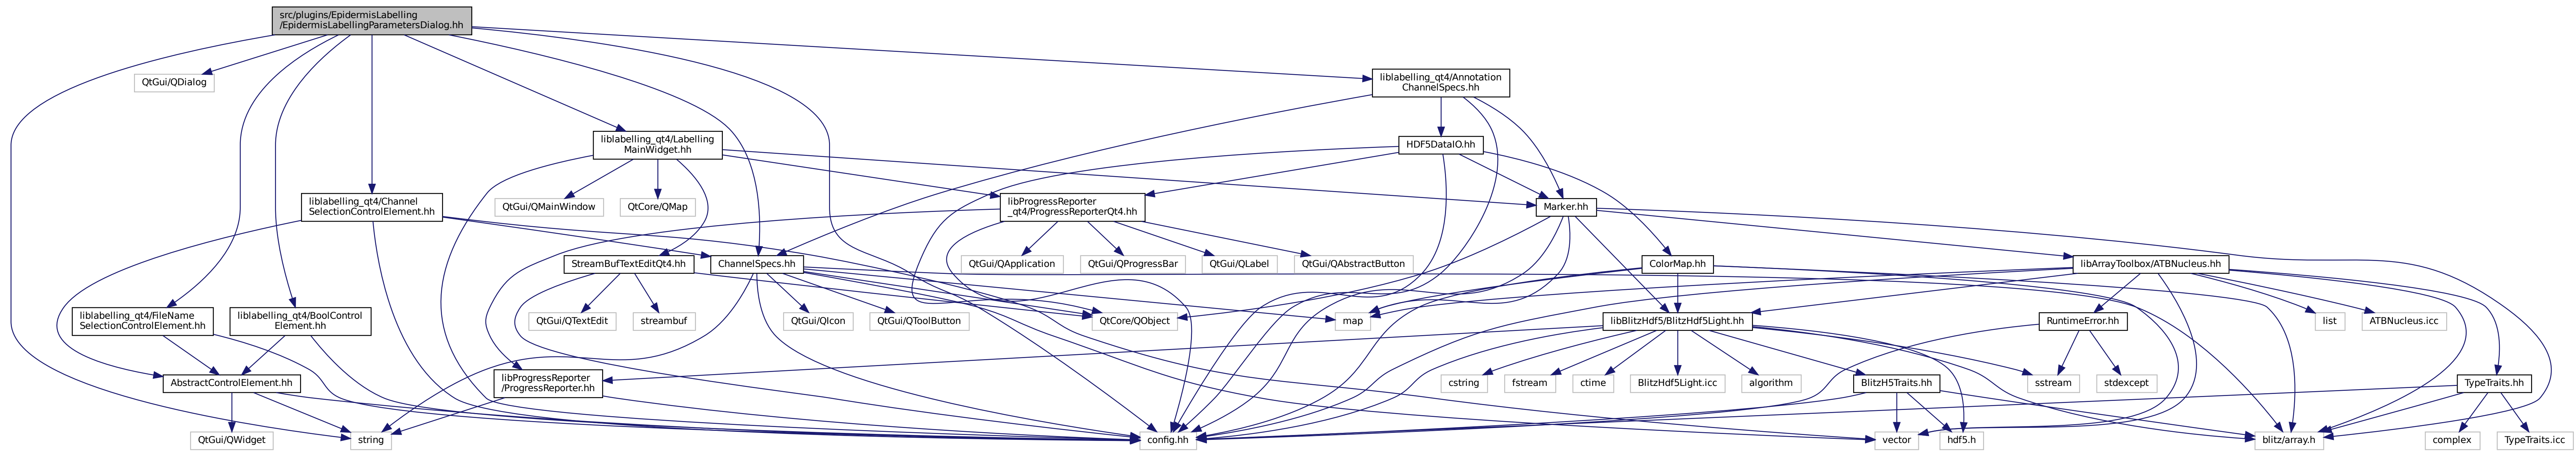 src/plugins/EpidermisLabelling
/EpidermisLabellingParametersDialog.hh
QtGui/QDialog
liblabelling_qt4/Annotation
ChannelSpecs.hh
liblabelling_qt4/Labelling
MainWidget.hh
HDF5DataIO.hh
liblabelling_qt4/Channel
SelectionControlElement.hh
QtGui/QMainWindow
QtCore/QMap
libProgressReporter
_qt4/ProgressReporterQt4.hh
Marker.hh
StreamBufTextEditQt4.hh
ChannelSpecs.hh
QtGui/QApplication
QtGui/QProgressBar
QtGui/QLabel
QtGui/QAbstractButton
ColorMap.hh
libArrayToolbox/ATBNucleus.hh
liblabelling_qt4/FileName
SelectionControlElement.hh
liblabelling_qt4/BoolControl
Element.hh
QtGui/QTextEdit
streambuf
QtGui/QIcon
QtGui/QToolButton
QtCore/QObject
map
libBlitzHdf5/BlitzHdf5Light.hh
RuntimeError.hh
list
ATBNucleus.icc
AbstractControlElement.hh
libProgressReporter
/ProgressReporter.hh
cstring
fstream
ctime
BlitzHdf5Light.icc
algorithm
BlitzH5Traits.hh
sstream
stdexcept
TypeTraits.hh
QtGui/QWidget
string
config.hh
vector
hdf5.h
blitz/array.h
complex
TypeTraits.icc